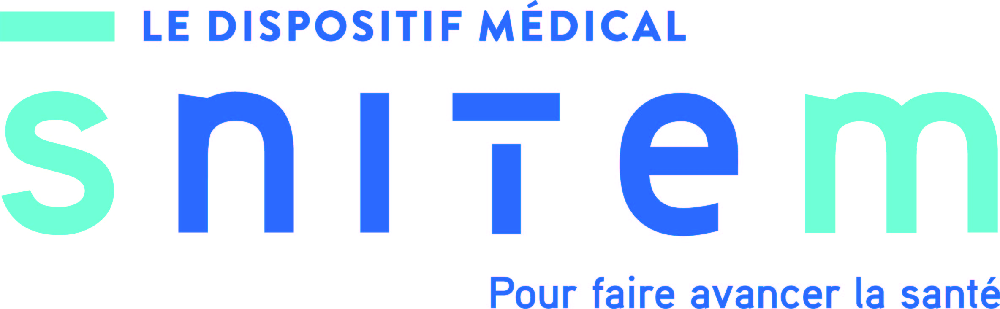 LE DISPOSITIF MÉDICAL
snITem
Pour faire avancer la santé